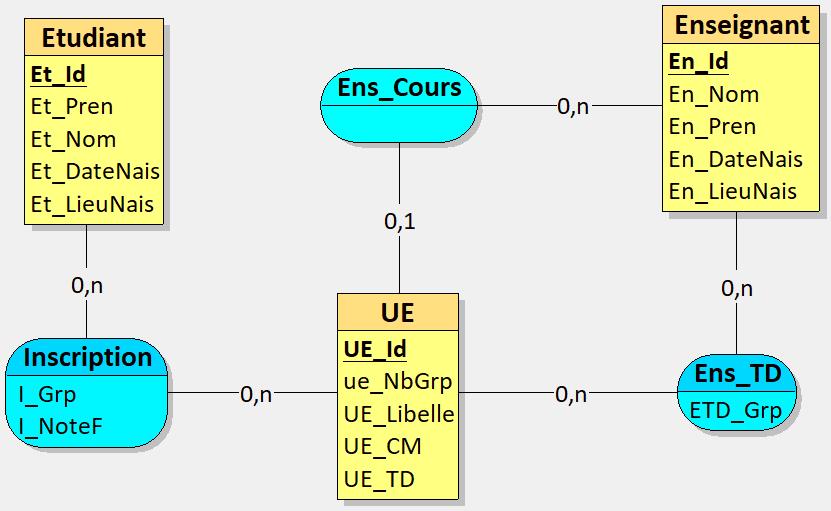 Etudiant
Et_Id
Et_Pren
Et_Nom
Et_DateNais
Et_LieuNais
Ens_Cours
0,n
Enseignant
En_Id
En_Nom
En_Pren
En_DateNais
En_LieuNais
0,n
0,1
0,n
Inscription
I_Grp
I_NoteF
0,n
UE
UE_Id
ue_NbGrp
UE_Libelle
UE_CM
UE_TD
0,n
Ens_TD
ETD_Grp